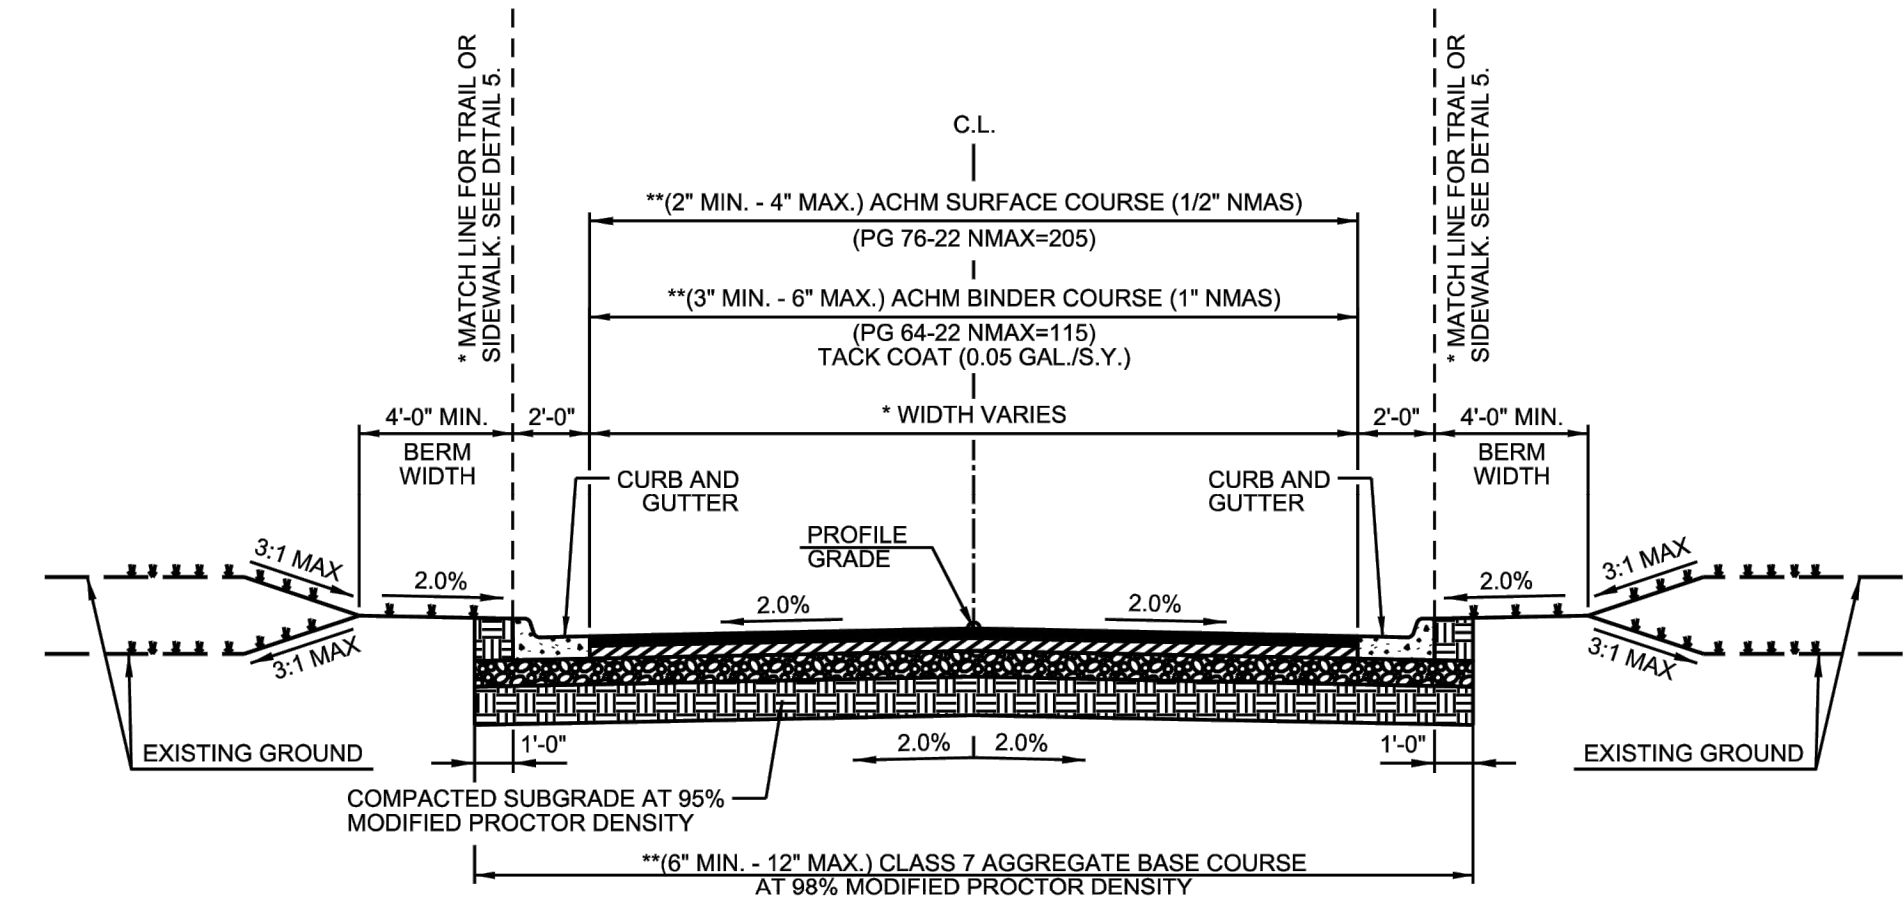 * MATCH LINE FOR TRAIL OR
SIDEWALK. SEE DETAIL 5.
* MATCH LINE FOR TRAIL OR
SIDEWALK. SEE DETAIL 5.
C.L.
**(2" MIN. - 4" MAX.) ACHM SURFACE COURSE (1/2" NMAS)
(PG 76-22 NMAX=205)
**(3" MIN. - 6" MAX.) ACHM BINDER COURSE (1" NMAS)
(PG 64-22 NMAX=115)
TACK COAT (0.05 GAL./S.Y.)
4'-0" MIN.
2'-0"
* WIDTH VARIES
2'-0"
4'-0" MIN.
BERM
WIDTH
BERM
WIDTH
CURB AND
GUTTER
CURB AND
GUTTER
PROFILE
GRADE
3:1 MAX
2.0%
2.0%
2.0%
2.0%
3:1 MAX
3:1 MAX
3:1 MAX
EXISTING GROUND
1'-0"
2.0%
2.0%
1'-0"
EXISTING GROUND
COMPACTED SUBGRADE AT 95%
MODIFIED PROCTOR DENSITY
**(6" MIN. - 12" MAX.) CLASS 7 AGGREGATE BASE COURSE
AT 98% MODIFIED PROCTOR DENSITY